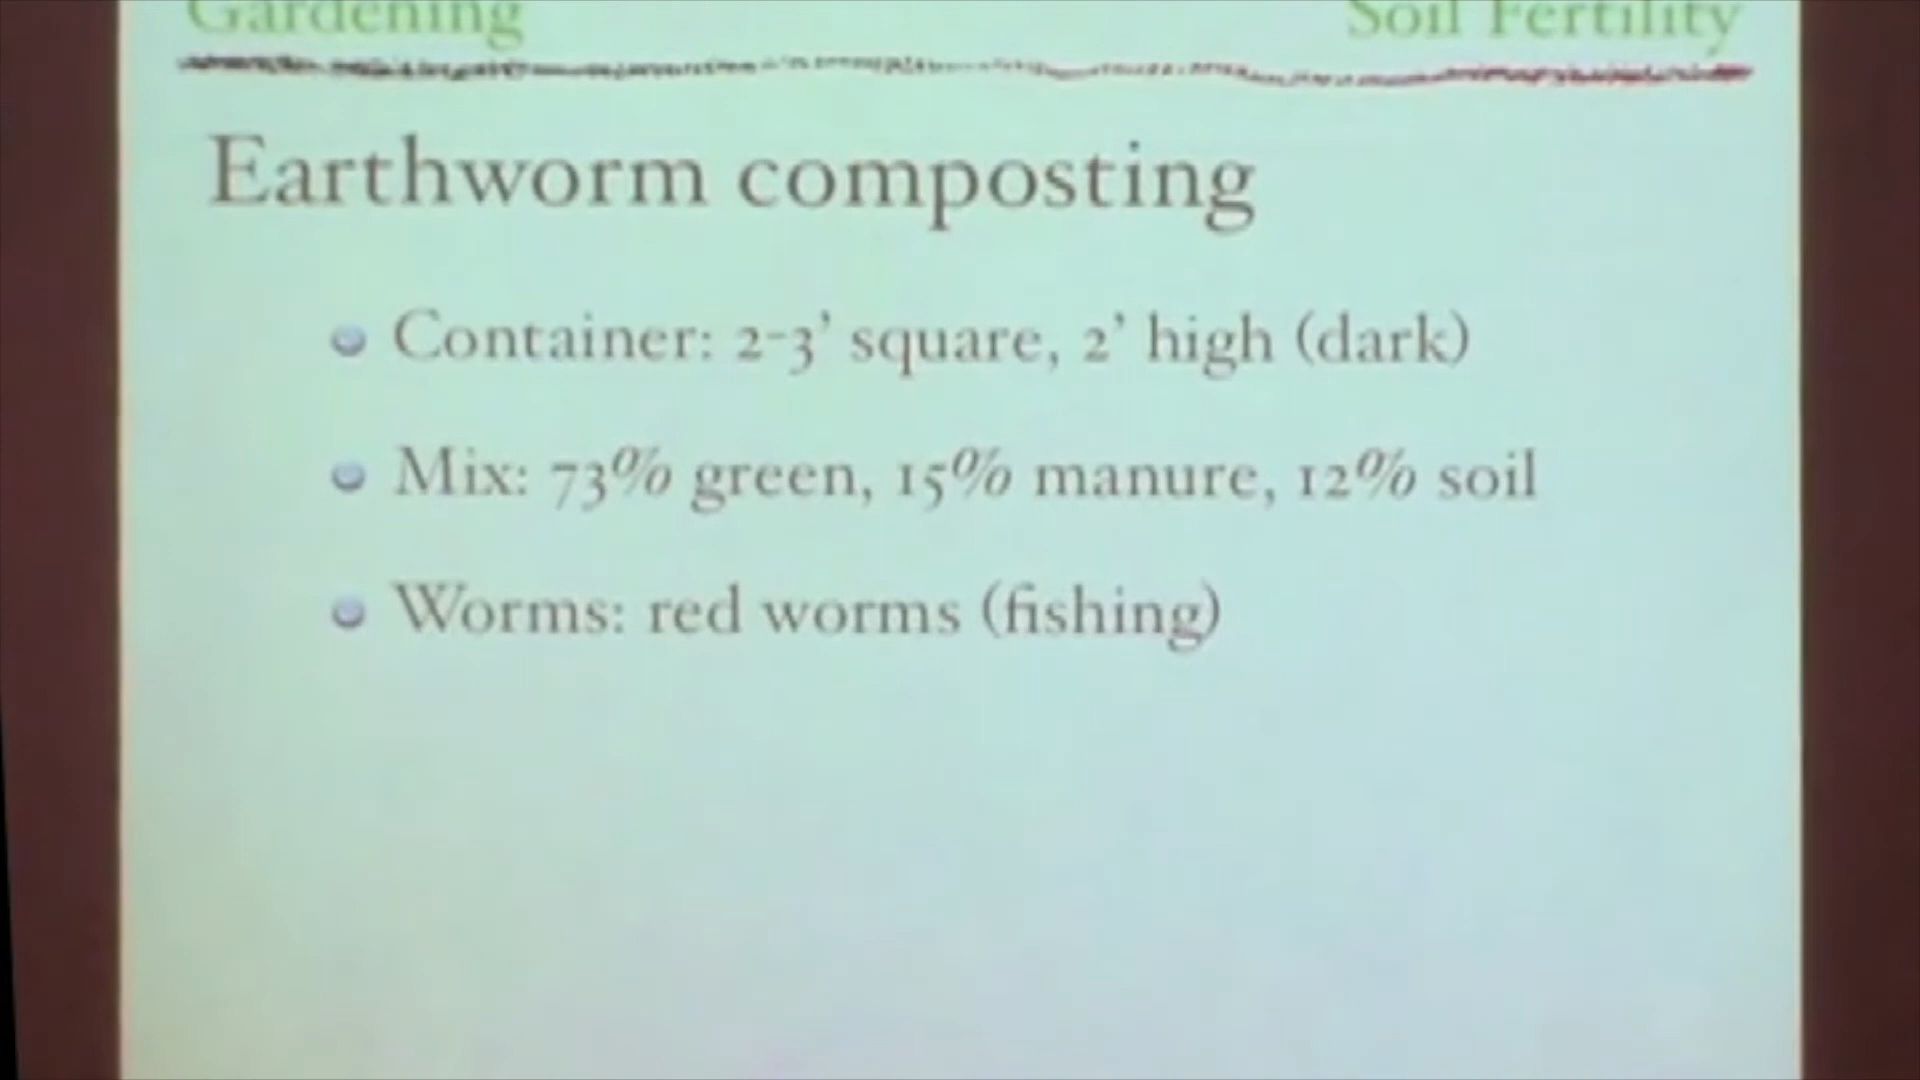 Gardening Soil Fertility
Earthworm composting
Container: 2-3’ square, 2’ high (dark)
Mix: 73% green, 15% manure, 12% soil
Worms: red worms (fishing)